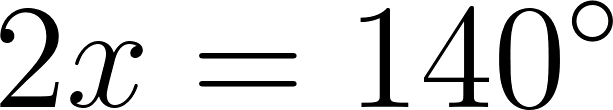 2x = 140°